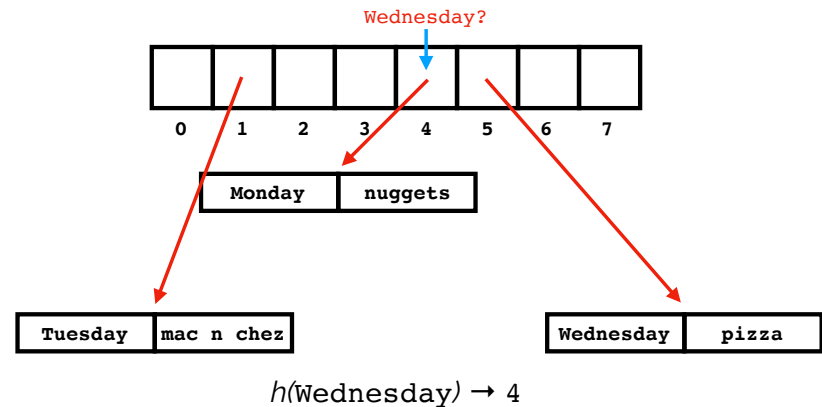 Wednesday?
0 1 2 3 4 5 6 7
Monday nuggets
Tuesday mac n chez
Wednesday pizza
h(Wednesday) → 4